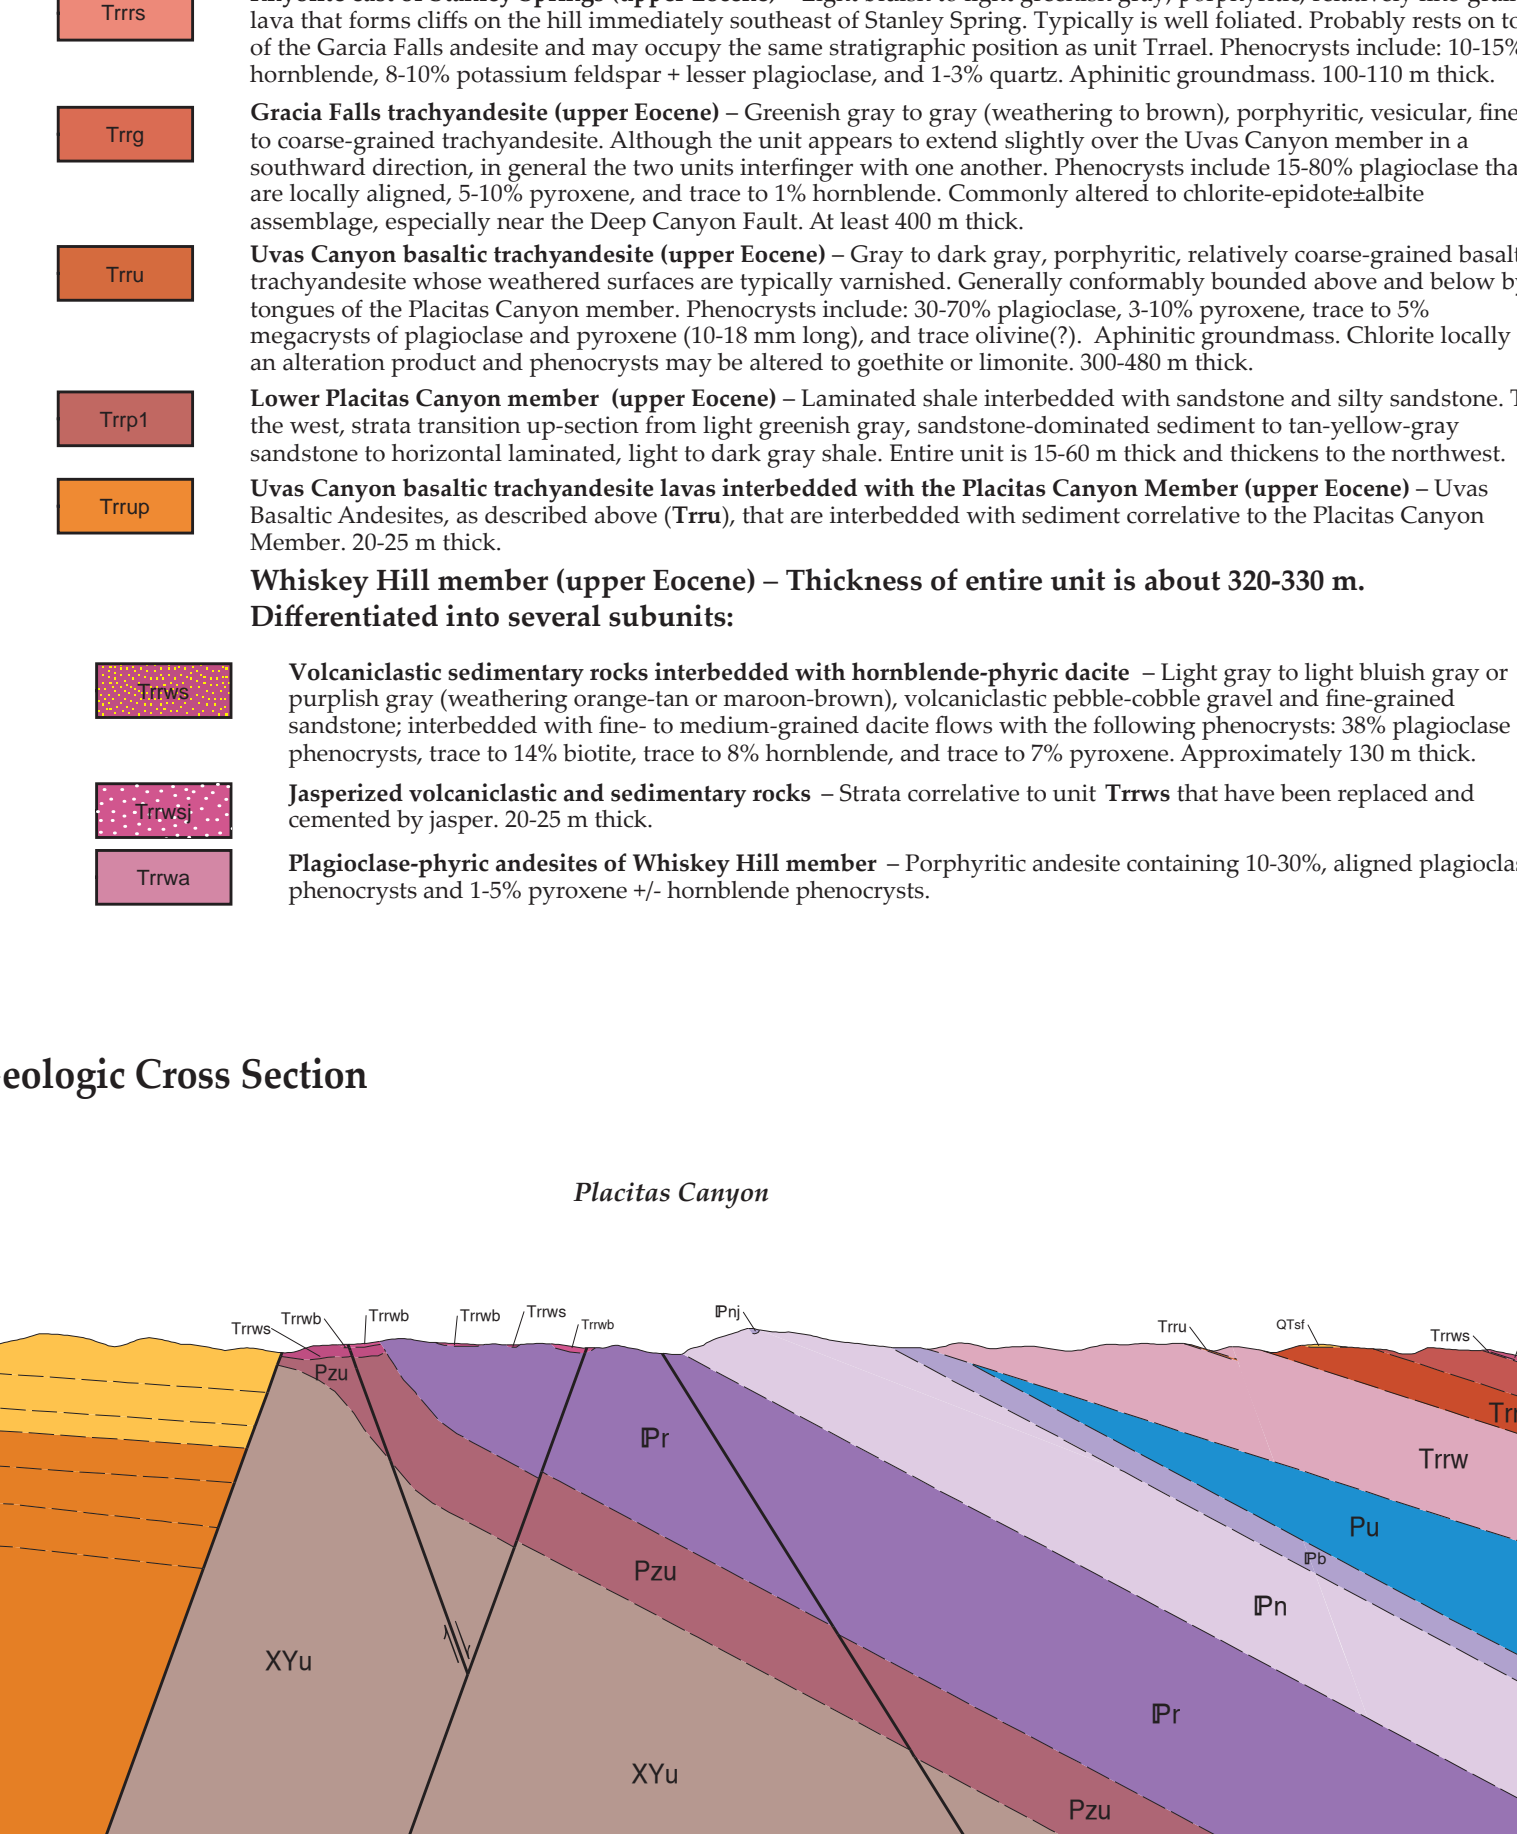 Trrrs
lava that forms cliffs on the hill immediately southeast of Stanley Spring. Typically is well foliated. Probably rests on to
of the Garcia Falls andesite and may occupy the same stratigraphic position as unit Trrael. Phenocrysts include: 10-15%
hornblende, 8-10% potassium feldspar + lesser plagioclase, and 1-3% quartz. Aphinitic groundmass. 100-110 m thick.
Trrg
Gracia Falls trachyandesite (upper Eocene) – Greenish gray to gray (weathering to brown), porphyritic, vesicular, fine
to coarse-grained trachyandesite. Although the unit appears to extend slightly over the Uvas Canyon member in a
southward direction, in general the two units interfinger with one another. Phenocrysts include 15-80% plagioclase tha
are locally aligned, 5-10% pyroxene, and trace to 1% hornblende. Commonly altered to chlorite-epidote±albite
assemblage, especially near the Deep Canyon Fault. At least 400 m thick.
Trru
Uvas Canyon basaltic trachyandesite (upper Eocene) – Gray to dark gray, porphyritic, relatively coarse-grained basalt
trachyandesite whose weathered surfaces are typically varnished. Generally conformably bounded above and below by
tongues of the Placitas Canyon member. Phenocrysts include: 30-70% plagioclase, 3-10% pyroxene, trace to 5%
megacrysts of plagioclase and pyroxene (10-18 mm long), and trace olivine(?). Aphinitic groundmass. Chlorite locally
an alteration product and phenocrysts may be altered to goethite or limonite. 300-480 m thick.
Trrp1
Lower Placitas Canyon member (upper Eocene) – Laminated shale interbedded with sandstone and silty sandstone. T
the west, strata transition up-section from light greenish gray, sandstone-dominated sediment to tan-yellow-gray
sandstone to horizontal laminated, light to dark gray shale. Entire unit is 15-60 m thick and thickens to the northwest.
Trrup
Uvas Canyon basaltic trachyandesite lavas interbedded with the Placitas Canyon Member (upper Eocene) – Uvas
Basaltic Andesites, as described above (Trru), that are interbedded with sediment correlative to the Placitas Canyon
Member. 20-25 m thick.
Whiskey Hill member (upper Eocene) – Thickness of entire unit is about 320-330 m.
Differentiated into several subunits:
Trrws
Volcaniclastic sedimentary rocks interbedded with hornblende-phyric dacite – Light gray to light bluish gray or
purplish gray (weathering orange-tan or maroon-brown), volcaniclastic pebble-cobble gravel and fine-grained
sandstone; interbedded with fine- to medium-grained dacite flows with the following phenocrysts: 38% plagioclase
phenocrysts, trace to 14% biotite, trace to 8% hornblende, and trace to 7% pyroxene. Approximately 130 m thick.
Trrwsj
Jasperized volcaniclastic and sedimentary rocks – Strata correlative to unit Trrws that have been replaced and
cemented by jasper. 20-25 m thick.
Trrwa
Plagioclase-phyric andesites of Whiskey Hill member – Porphyritic andesite containing 10-30%, aligned plagioclas
phenocrysts and 1-5% pyroxene +/- hornblende phenocrysts.
eologic Cross Section
Placitas Canyon
Trrws
Trrwb
Trrwb
Trrwb
Trrws
Trrwb
ℙnj
Trru
QTsf
Trrws
Pzu
ℙr
Trr
Trrw
Pu
ℙb
Pzu
ℙn
XYu
ℙr
XYu
Pzu